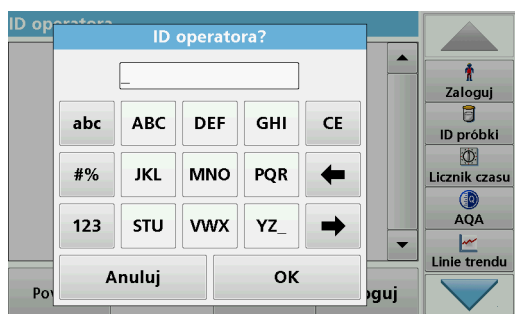 ID operatora
ID operatora?
_
abc ABC DEF GHI CE
#% JKL MNO PQR
123 STU VWX YZ_
Anuluj OK
Zaloguj
ID próbki
Licznik czasu
AQA
Linie trendu